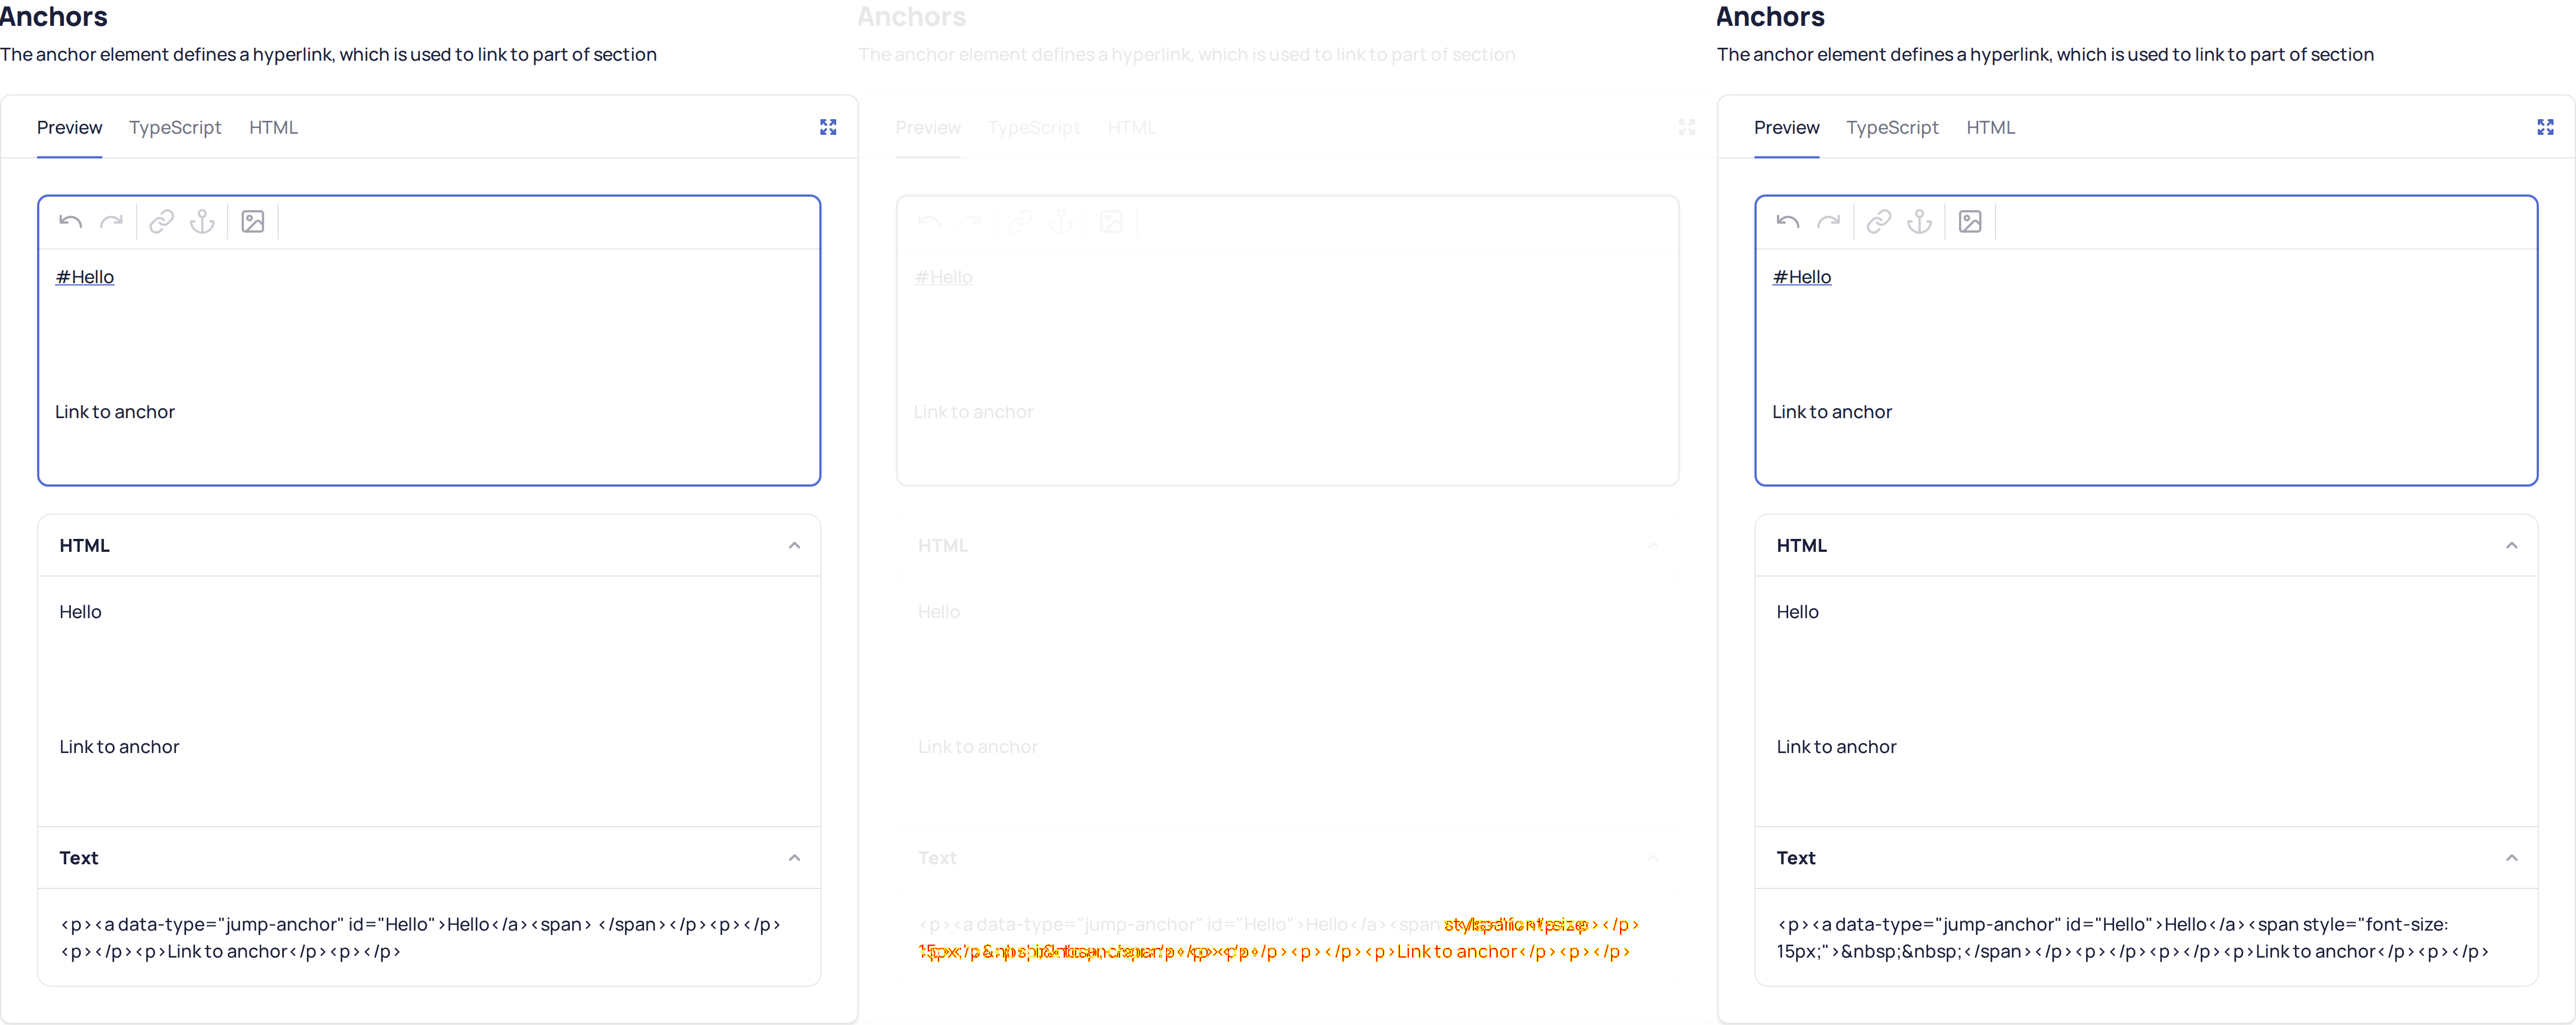 Anchors
The anchor element defines a hyperlink, which is used to link to part of section
Preview TypeScript HTML
#Hello
Link to anchor
HTML
Hello
Link to anchor
Text
<p><a data-type="jump-anchor" id="Hello">Hello</a><span> </span></p><p></p>
<p></p><p>Link to anchor</p><p></p>
Anchors
The anchor element defines a hyperlink, which is used to link to part of section
Preview TypeScript HTML
#Hello
Link to anchor
HTML
Hello
Link to anchor
Text
<p><a data-type="jump-anchor" id="Hello">Hello</a><span
<p></p><p>Link to anchor</p><p></p>
Anchors
The anchor element defines a hyperlink, which is used to link to part of section
Preview TypeScript HTML
#Hello
Link to anchor
HTML
Hello
Link to anchor
Text
<p><a data-type="jump-anchor" id="Hello">Hello</a><span style="font-size:
15px;">&nbsp;&nbsp;</span></p><p></p><p></p><p>Link to anchor</p><p></p>